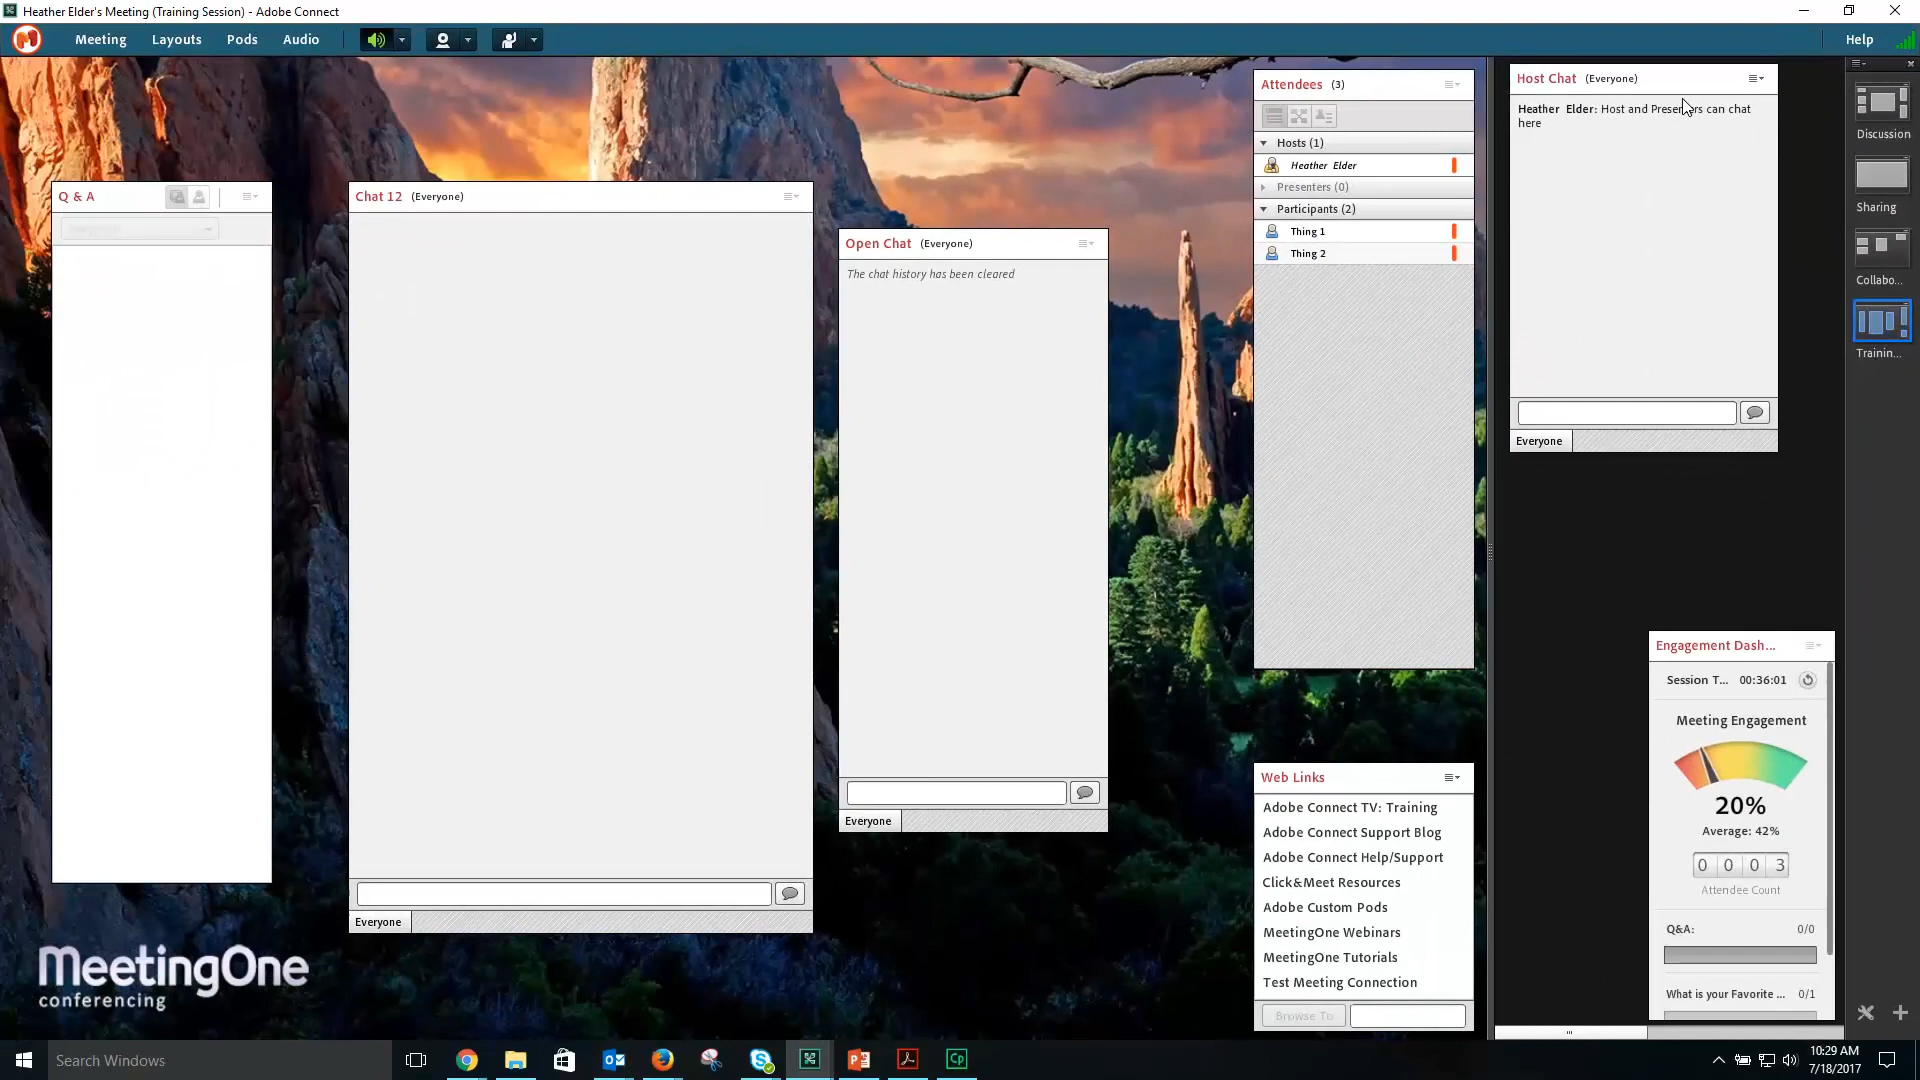 Heather Elder's Meeting (Training Session) - Adobe Connect
Meeting Layouts Pods Audio Help
Q & A
Chat 12 (Everyone)
Everyone
Open Chat (Everyone)
The chat history has been cleared
Everyone
Attendees (3)
Hosts (1)
Heather Elder
Presenters (0)
Participants (2)
Thing 1
Thing 2
Web Links
Adobe Connect TV: Training
Adobe Connect Support Blog
Adobe Connect Help/Support
Click&Meet Resources
Adobe Custom Pods
MeetingOne Webinars
MeetingOne Tutorials
Test Meeting Connection
Browse To
Host Chat (Everyone)
Heather Elder: Host and Presenters can chat
here
Everyone
Engagement Dash...
Session T... 00:36:01
Meeting Engagement
20%
Average: 42%
0 0 0 3
Attendee Count
Q&A: 0/0
What is your Favorite ... 0/1
Discussion
Sharing
Collabo...
Trainin...
MeetingOne
conferencing
Search Windows
10:29 AM
7/18/2017